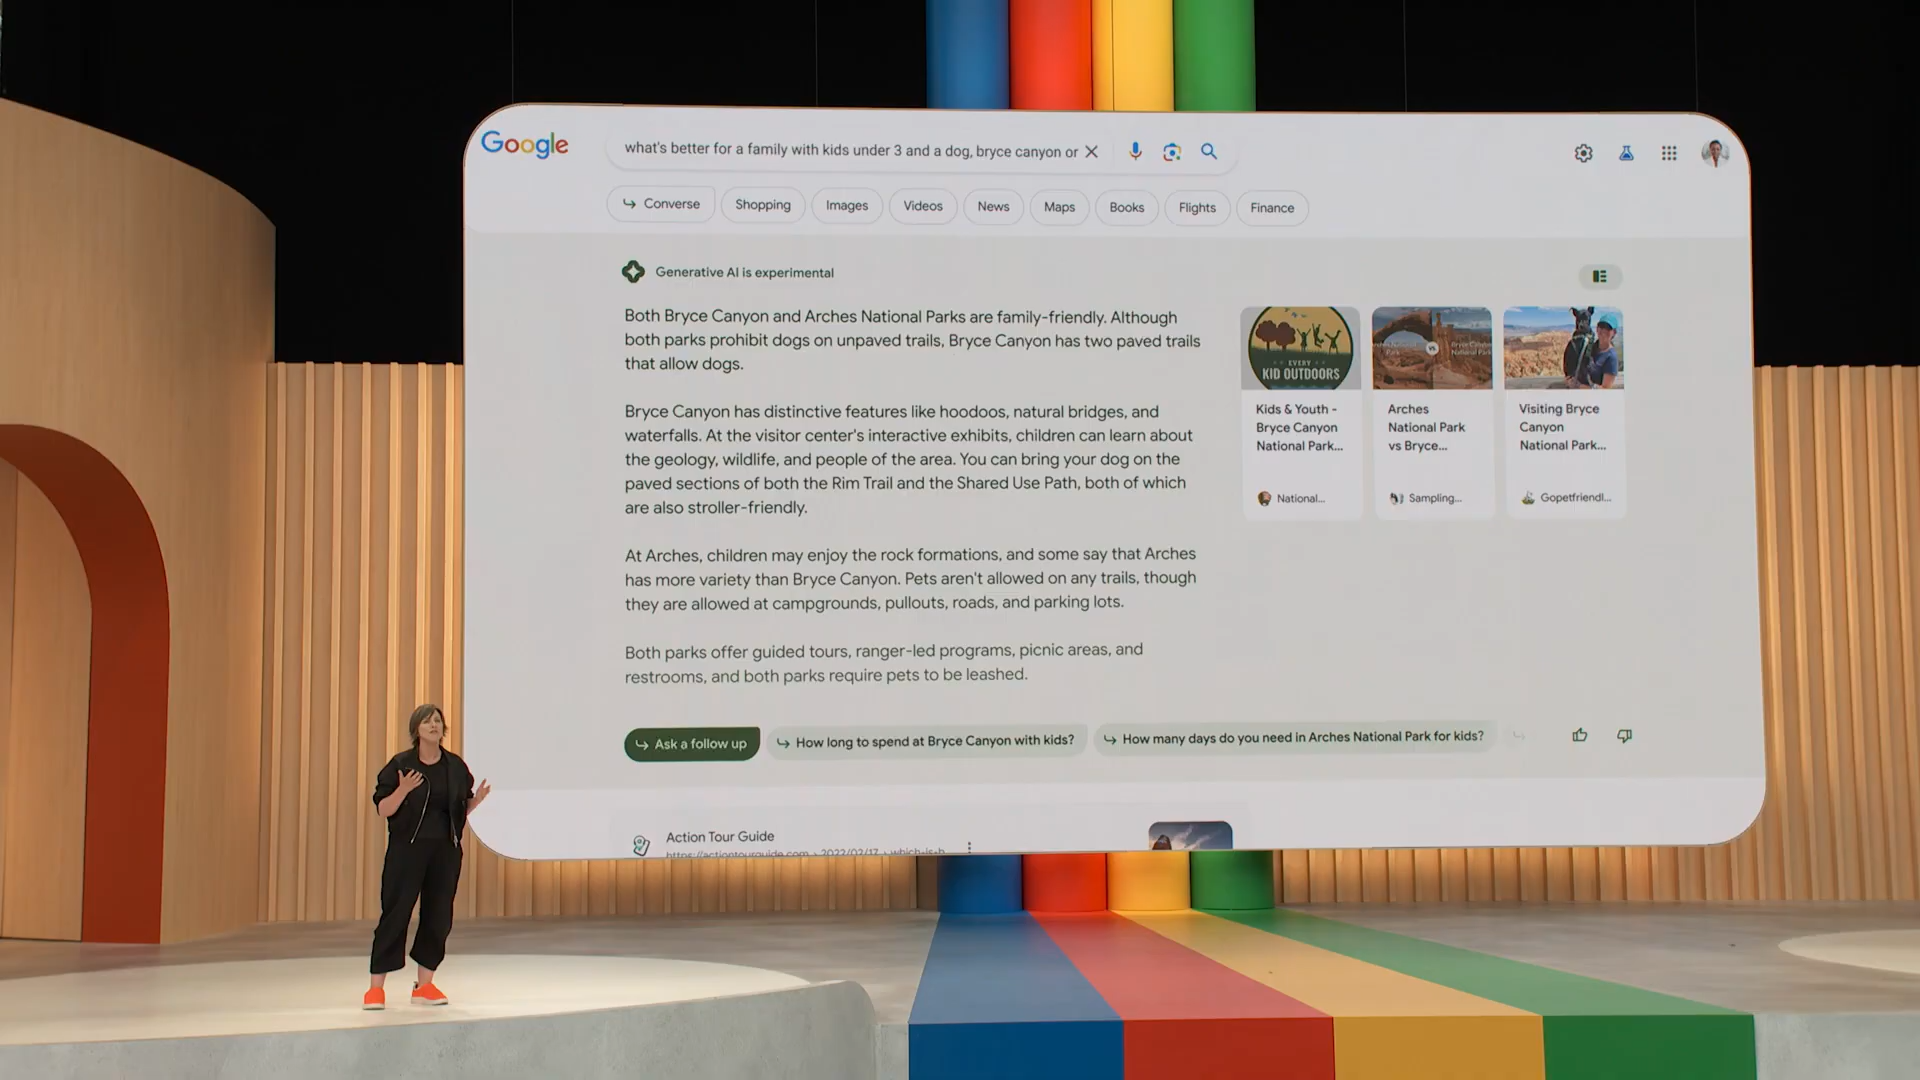 Google
what's better for a family with kids under 3 and a dog, bryce canyon or
Converse
Shopping
Images
Videos
News
Maps
Books
Flights
Finance
Generative AI is experimental
Both Bryce Canyon and Arches National Parks are family-friendly. Although
both parks prohibit dogs on unpaved trails, Bryce Canyon has two paved trails
that allow dogs.
Bryce Canyon has distinctive features like hoodoos, natural bridges, and
waterfalls. At the visitor center's interactive exhibits, children can learn about
the geology, wildlife, and people of the area. You can bring your dog on the
paved sections of both the Rim Trail and the Shared Use Path, both of which
are also stroller-friendly.
At Arches, children may enjoy the rock formations, and some say that Arches
has more variety than Bryce Canyon. Pets aren't allowed on any trails, though
they are allowed at campgrounds, pullouts, roads, and parking lots.
Both parks offer guided tours, ranger-led programs, picnic areas, and
restrooms, and both parks require pets to be leashed.
EVERY
KID OUTDOORS
Kids & Youth -
Bryce Canyon
National Park...
National...
VS
Arches
National Park
vs Bryce...
Sampling...
Visiting Bryce
Canyon
National Park...
Gopetfriendl...
Ask a follow up
How long to spend at Bryce Canyon with kids?
How many days do you need in Arches National Park for kids?
Action Tour Guide
https://actiontourguide.com › 2022/02/17 › which-is-b